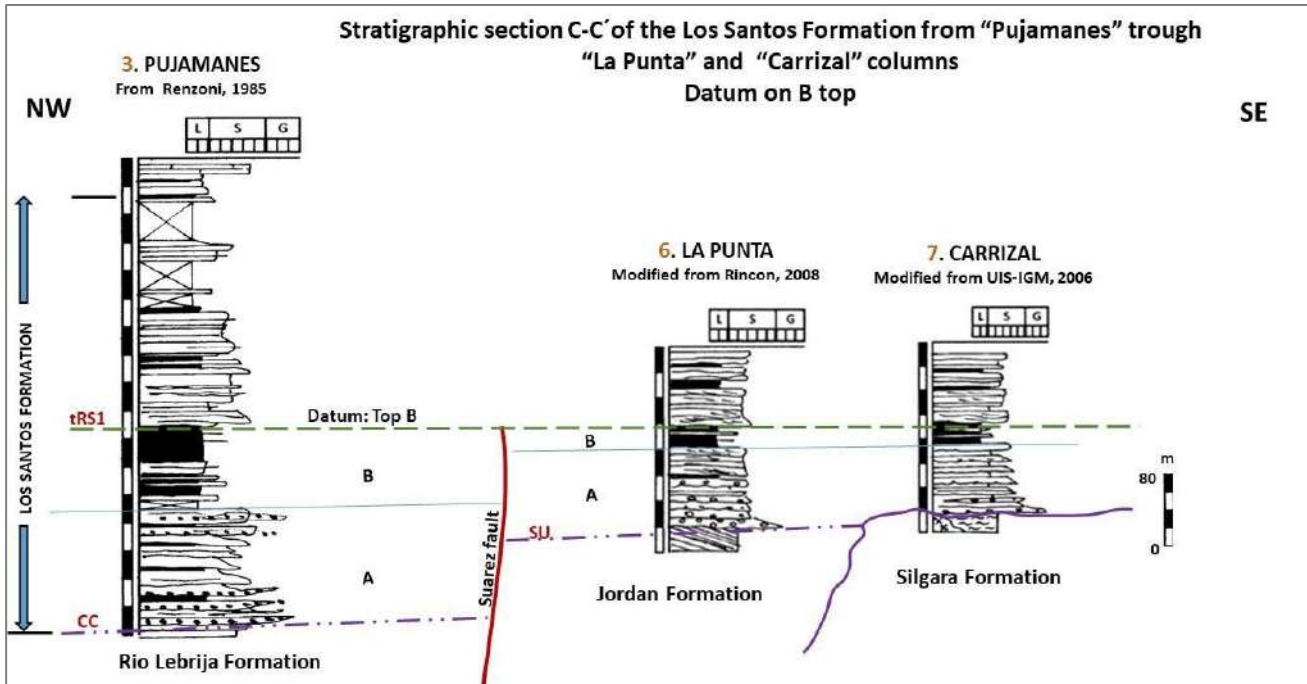 Stratigraphic section C-C´of the Los Santos Formation from “Pujamanes” trough
“La Punta” and “Carrizal” columns
Datum on B top
NW
SE
3. PUJAMANES
From Renzoni, 1985
L S G
6. LA PUNTA
Modified from Rincon, 2008
L S G
7. CARRIZAL
Modified from UIS-IGM, 2006
L S G
LOS SANTOS FORMATION
tRS1
Datum: Top B
B
B
A
A
Suarez fault
SU
CC
m
80
0
Rio Lebrija Formation
Jordan Formation
Silgara Formation